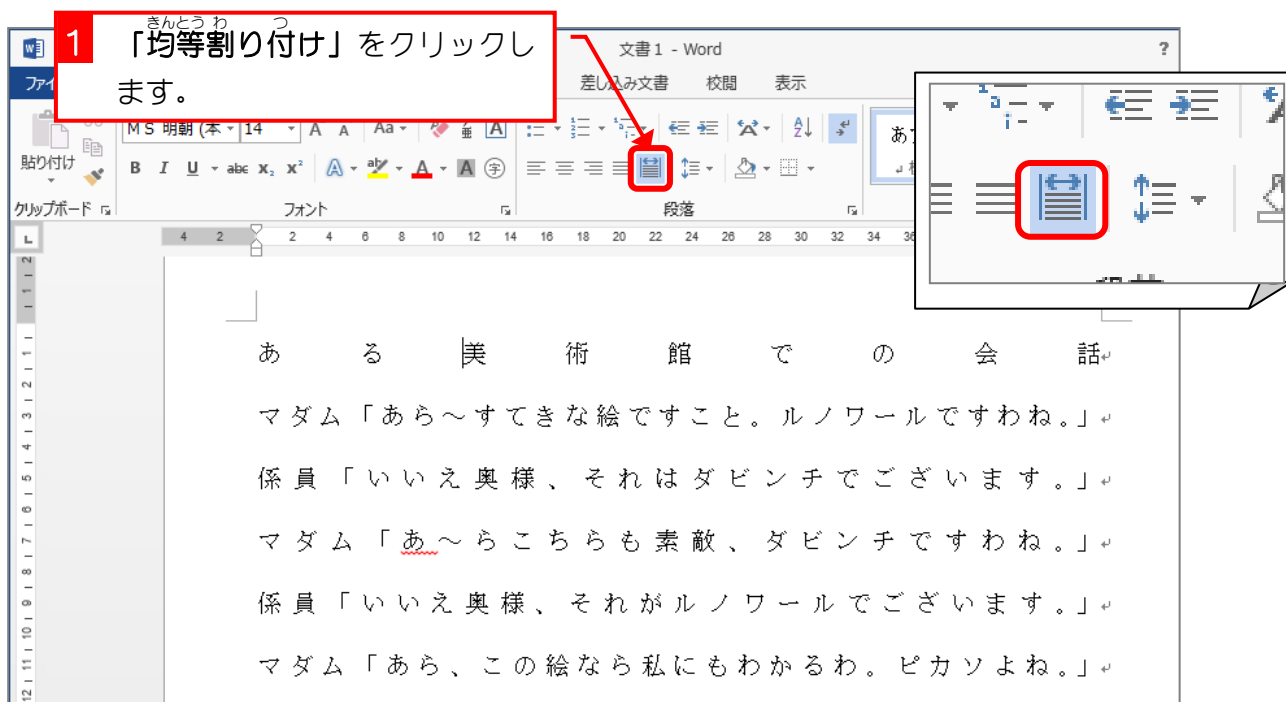 きんとう わ つ
1 「均等割り付け」をクリックし
ます。
文書 1 - Word
?
差し込み文書 校閲 表示
ＭＳ 明朝 (本 14 A A Aa
貼り付け
B I U abc x₂ x² A aby A A 字
クリップボード フォント 段落
L
4 2 2 4 6 8 10 12 14 16 18 20 22 24 26 28 30 32 34
ある美術館での会話
マダム「あら～すてきな絵ですこと。ルノワールですわね。」
係員「いいえ奥様、それはダビンチでございます。」
マダム「あ～らこちらも素敵、ダビンチですわね。」
係員「いいえ奥様、それがルノワールでございます。」
マダム「あら、この絵なら私にもわかるわ。ピカソよね。」